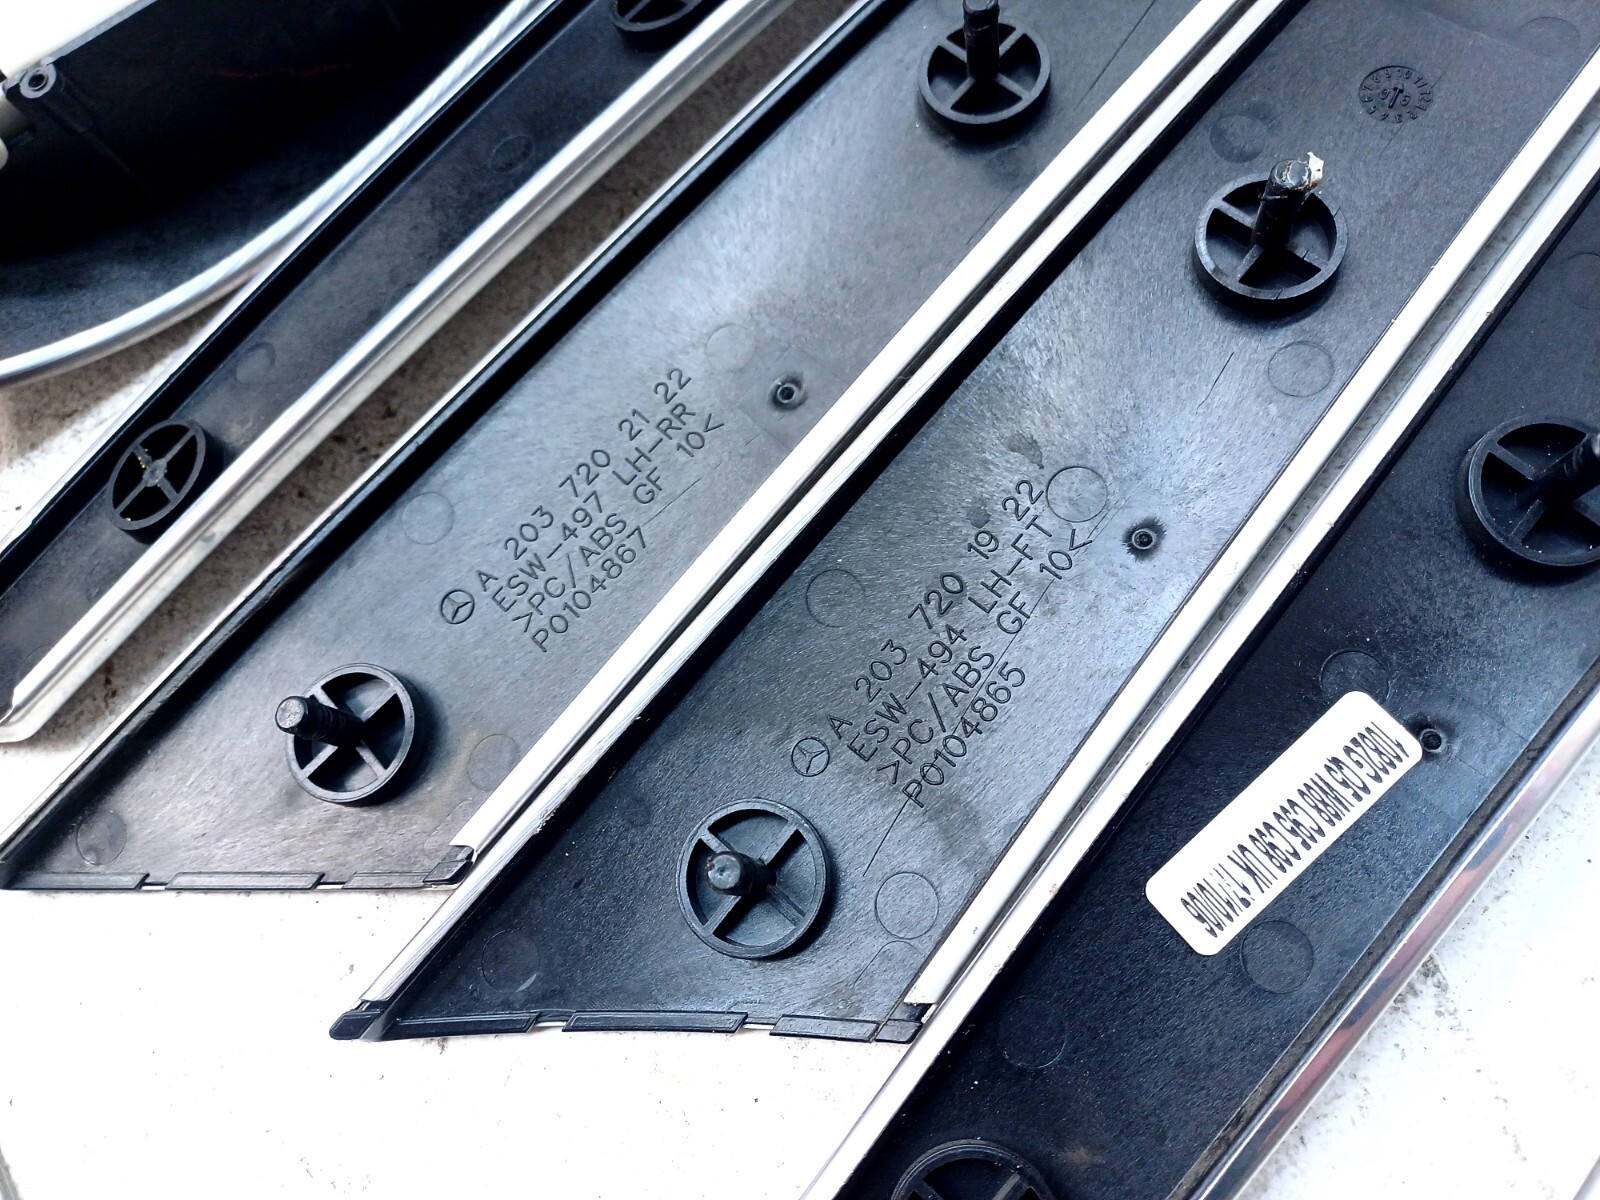 A 203 720 21 22
ESW-497 LH-RR
>PC/ABS GF 10<
P0104867
A 203 720 19 22
ESW-494 LH-FT
>PC/ABS GF 10<
P0104865